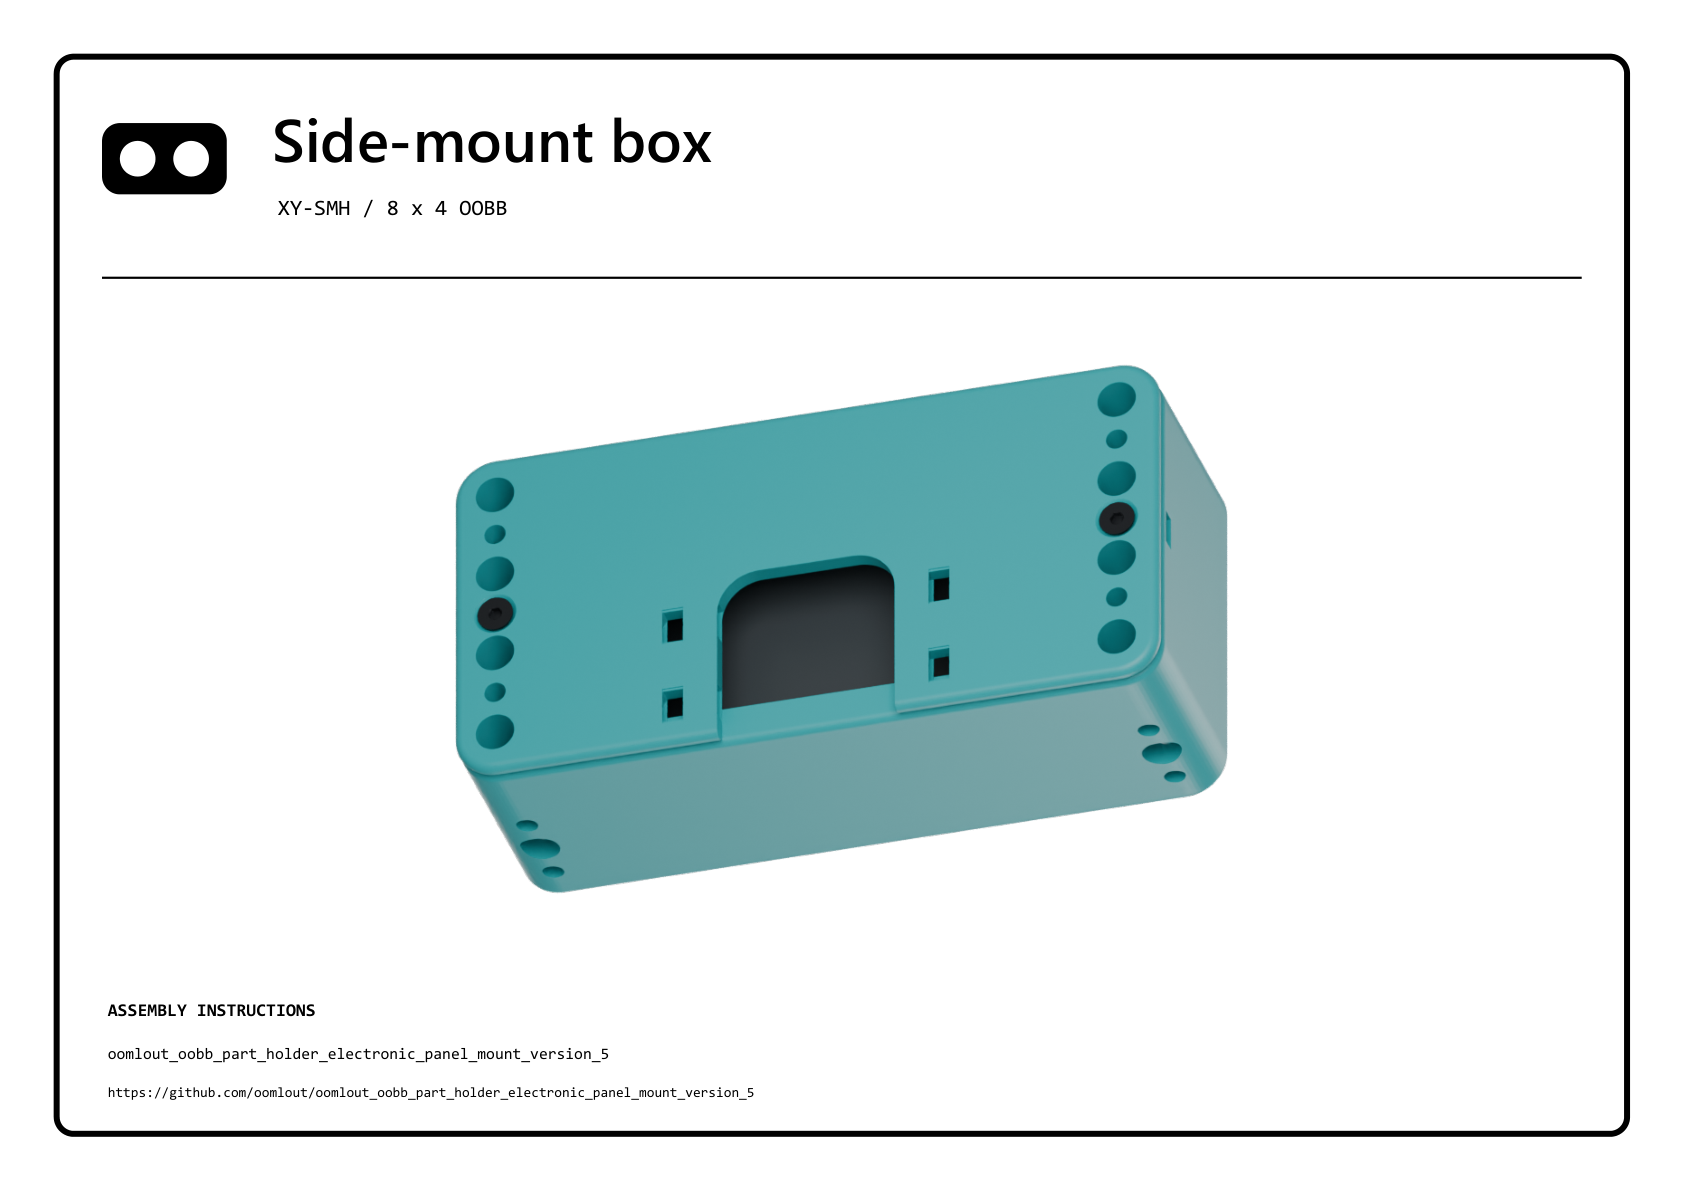 Side-mount box
XY-SMH / 8 x 4 OOBB
ASSEMBLY INSTRUCTIONS
oomlout_oobb_part_holder_electronic_panel_mount_version_5
https://github.com/oomlout/oomlout_oobb_part_holder_electronic_panel_mount_version_5